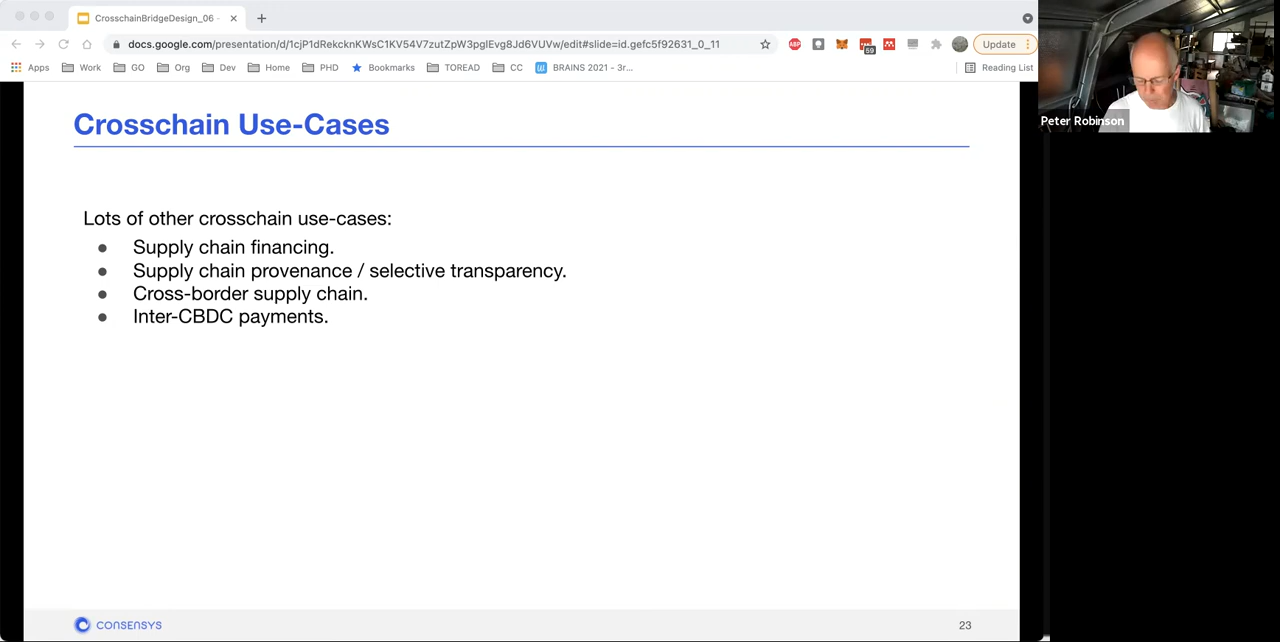 CrosschainBridgeDesign_06 -
docs.google.com/presentation/d/1cjP1dRekcknKWsC1KV54V7zutZpW3pglEvg8Jd6VUVw/edit#slide=id.gefc5f92631_0_11
ABP
59
Update
Apps
Work
GO
Org
Dev
Home
PHD
Bookmarks
TOREAD
CC
BRAINS 2021 - 3r...
Reading List
Peter Robinson
Crosschain Use-Cases
Lots of other crosschain use-cases:
● Supply chain financing.
● Supply chain provenance / selective transparency.
● Cross-border supply chain.
● Inter-CBDC payments.
CONSENSYS
23